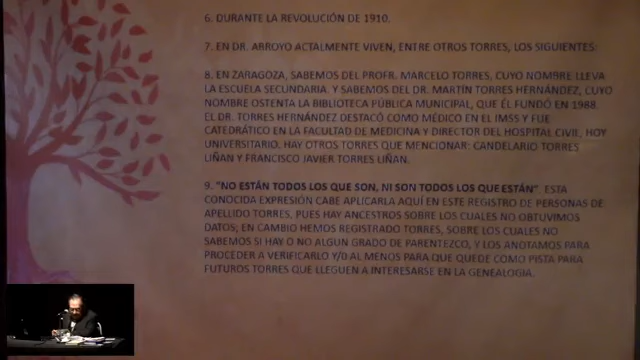 6. DURANTE LA REVOLUCIÓN DE 1910.
7. EN DR. ARROYO ACTALMENTE VIVEN, ENTRE OTROS TORRES, LOS SIGUIENTES:
8. EN ZARAGOZA, SABEMOS DEL PROFR. MARCELO TORRES, CUYO NOMBRE LLEVA
LA ESCUELA SECUNDARIA. Y SABEMOS DEL DR. MARTÍN TORRES HERNÁNDEZ, CUYO
NOMBRE OSTENTA LA BIBLIOTECA PÚBLICA MUNICIPAL, QUE ÉL FUNDÓ EN 1988.
EL DR. TORRES HERNÁNDEZ DESTACÓ COMO MÉDICO EN EL IMSS Y FUE
CATEDRÁTICO EN LA FACULTAD DE MEDICINA Y DIRECTOR DEL HOSPITAL CIVIL, HOY
UNIVERSITARIO. HAY OTROS TORRES QUE MENCIONAR: CANDELARIO TORRES
LIÑAN Y FRANCISCO JAVIER TORRES LIÑAN.
9. "NO ESTÁN TODOS LOS QUE SON, NI SON TODOS LOS QUE ESTÁN" ESTA
CONOCIDA EXPRESIÓN CABE APLICARLA AQUÍ EN ESTE REGISTRO DE PERSONAS DE
APELLIDO TORRES, PUES HAY ANCESTROS SOBRE LOS CUALES NO OBTUVIMOS
DATOS; EN CAMBIO HEMOS REGISTRADO TORRES, SOBRE LOS CUALES NO
SABEMOS SI HAY O NO ALGUN GRADO DE PARENTEZCO, Y LOS ANOTAMOS PARA
PROCEDER A VERIFICARLO Y/O AL MENOS PARA QUE QUEDE COMO PISTA PARA
FUTUROS TORRES QUE LLEGUEN A INTERESARSE EN LA GENEALOGIA.